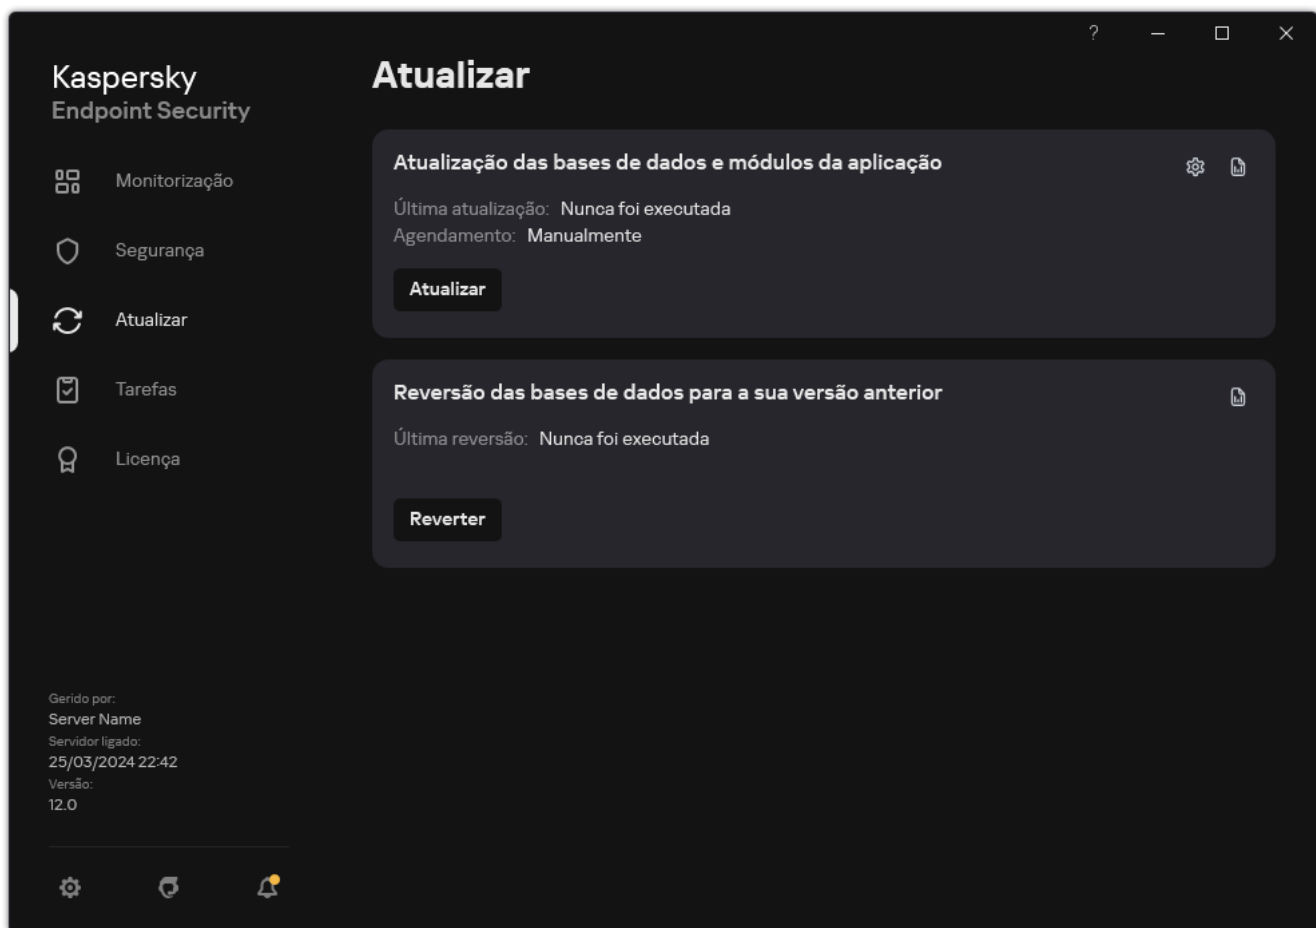 ?
Kaspersky
Endpoint Security
Monitorização
Segurança
Atualizar
Tarefas
Licença
Gerido por:
Server Name
Servidor ligado:
25/03/2024 22:42
Versão:
12.0
Atualizar
Atualização das bases de dados e módulos da aplicação
Última atualização: Nunca foi executada
Agendamento: Manualmente
Atualizar
Reversão das bases de dados para a sua versão anterior
Última reversão: Nunca foi executada
Reverter